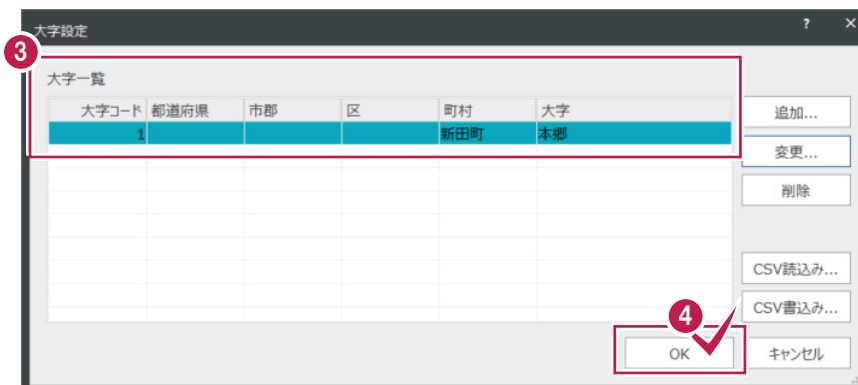 大字設定 ? ×
3
大字一覧
大字コード 都道府県 市郡 区 町村 大字
1 新田町 本郷
追加...
変更...
削除
CSV読込み...
CSV書込み...
4
OK キャンセル